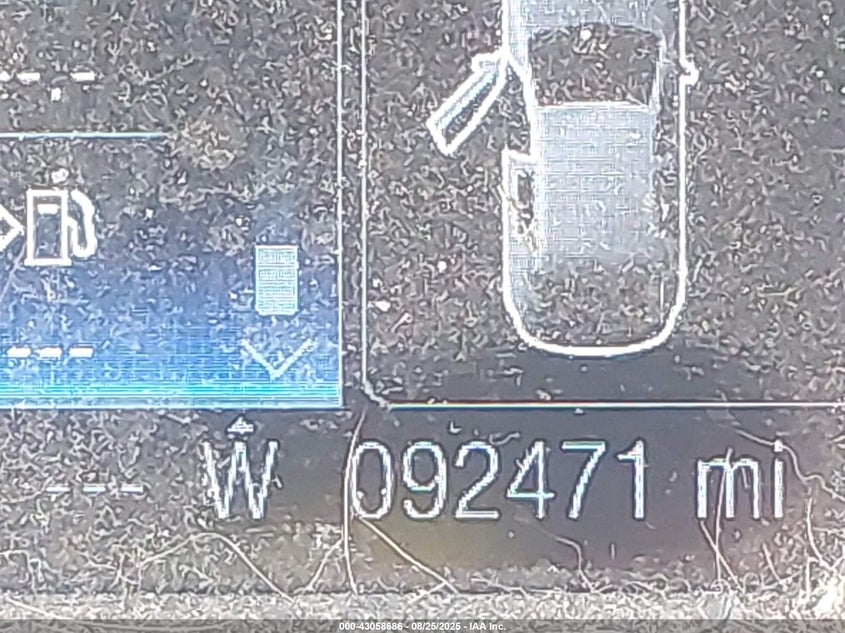 --.-
---
--- W 092471 mi
000-43058686 - 08/25/2025 - IAA Inc.